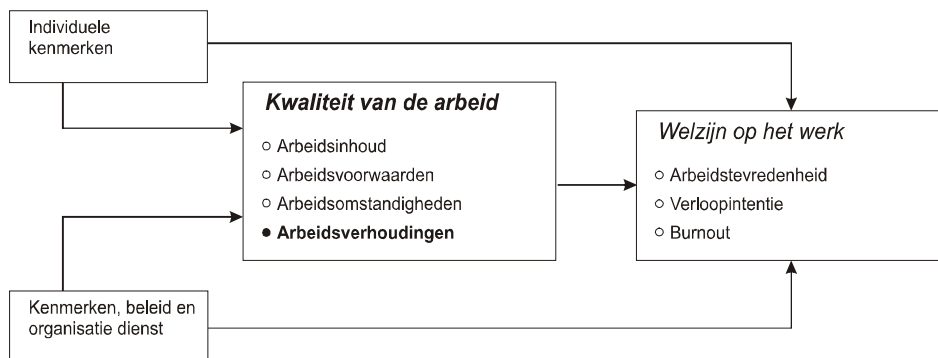 Individuele
kenmerken
Kwaliteit van de arbeid
Arbeidsinhoud
Arbeidsvoorwaarden
Arbeidsomstandigheden
Arbeidsverhoudingen
Welzijn op het werk
Arbeidstevredenheid
Verloopintentie
Burnout
Kenmerken, beleid en
organisatie dienst